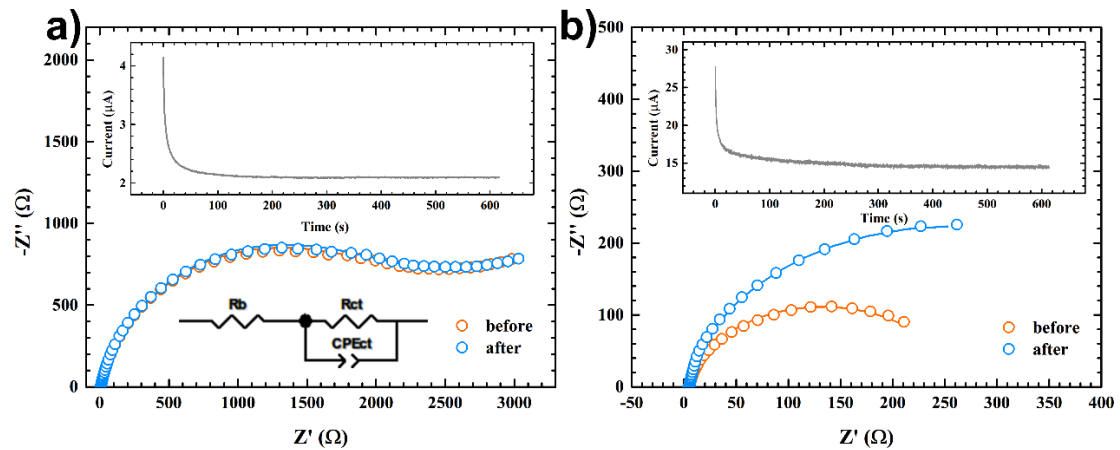 a)
2000
1500
1000
500
0
-Z'' (Ω)
0
500
1000
1500
2000
2500
3000
Z' (Ω)
4
3
2
Current (μA)
0
100
200
300
400
500
600
Time (s)
Rb
Rct
CPEct
before
after
b)
500
400
300
200
100
0
-Z'' (Ω)
-50
0
50
100
150
200
250
300
350
400
Z' (Ω)
30
25
20
15
Current (μA)
0
100
200
300
400
500
600
Time (s)
before
after